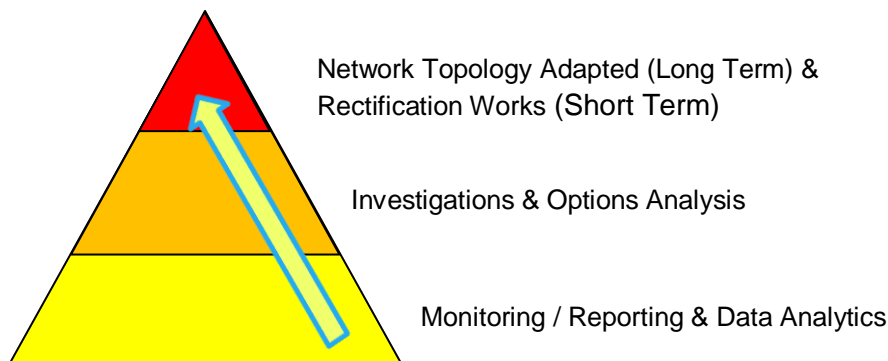 Network Topology Adapted (Long Term) &
Rectification Works (Short Term)
Investigations & Options Analysis
Monitoring / Reporting & Data Analytics